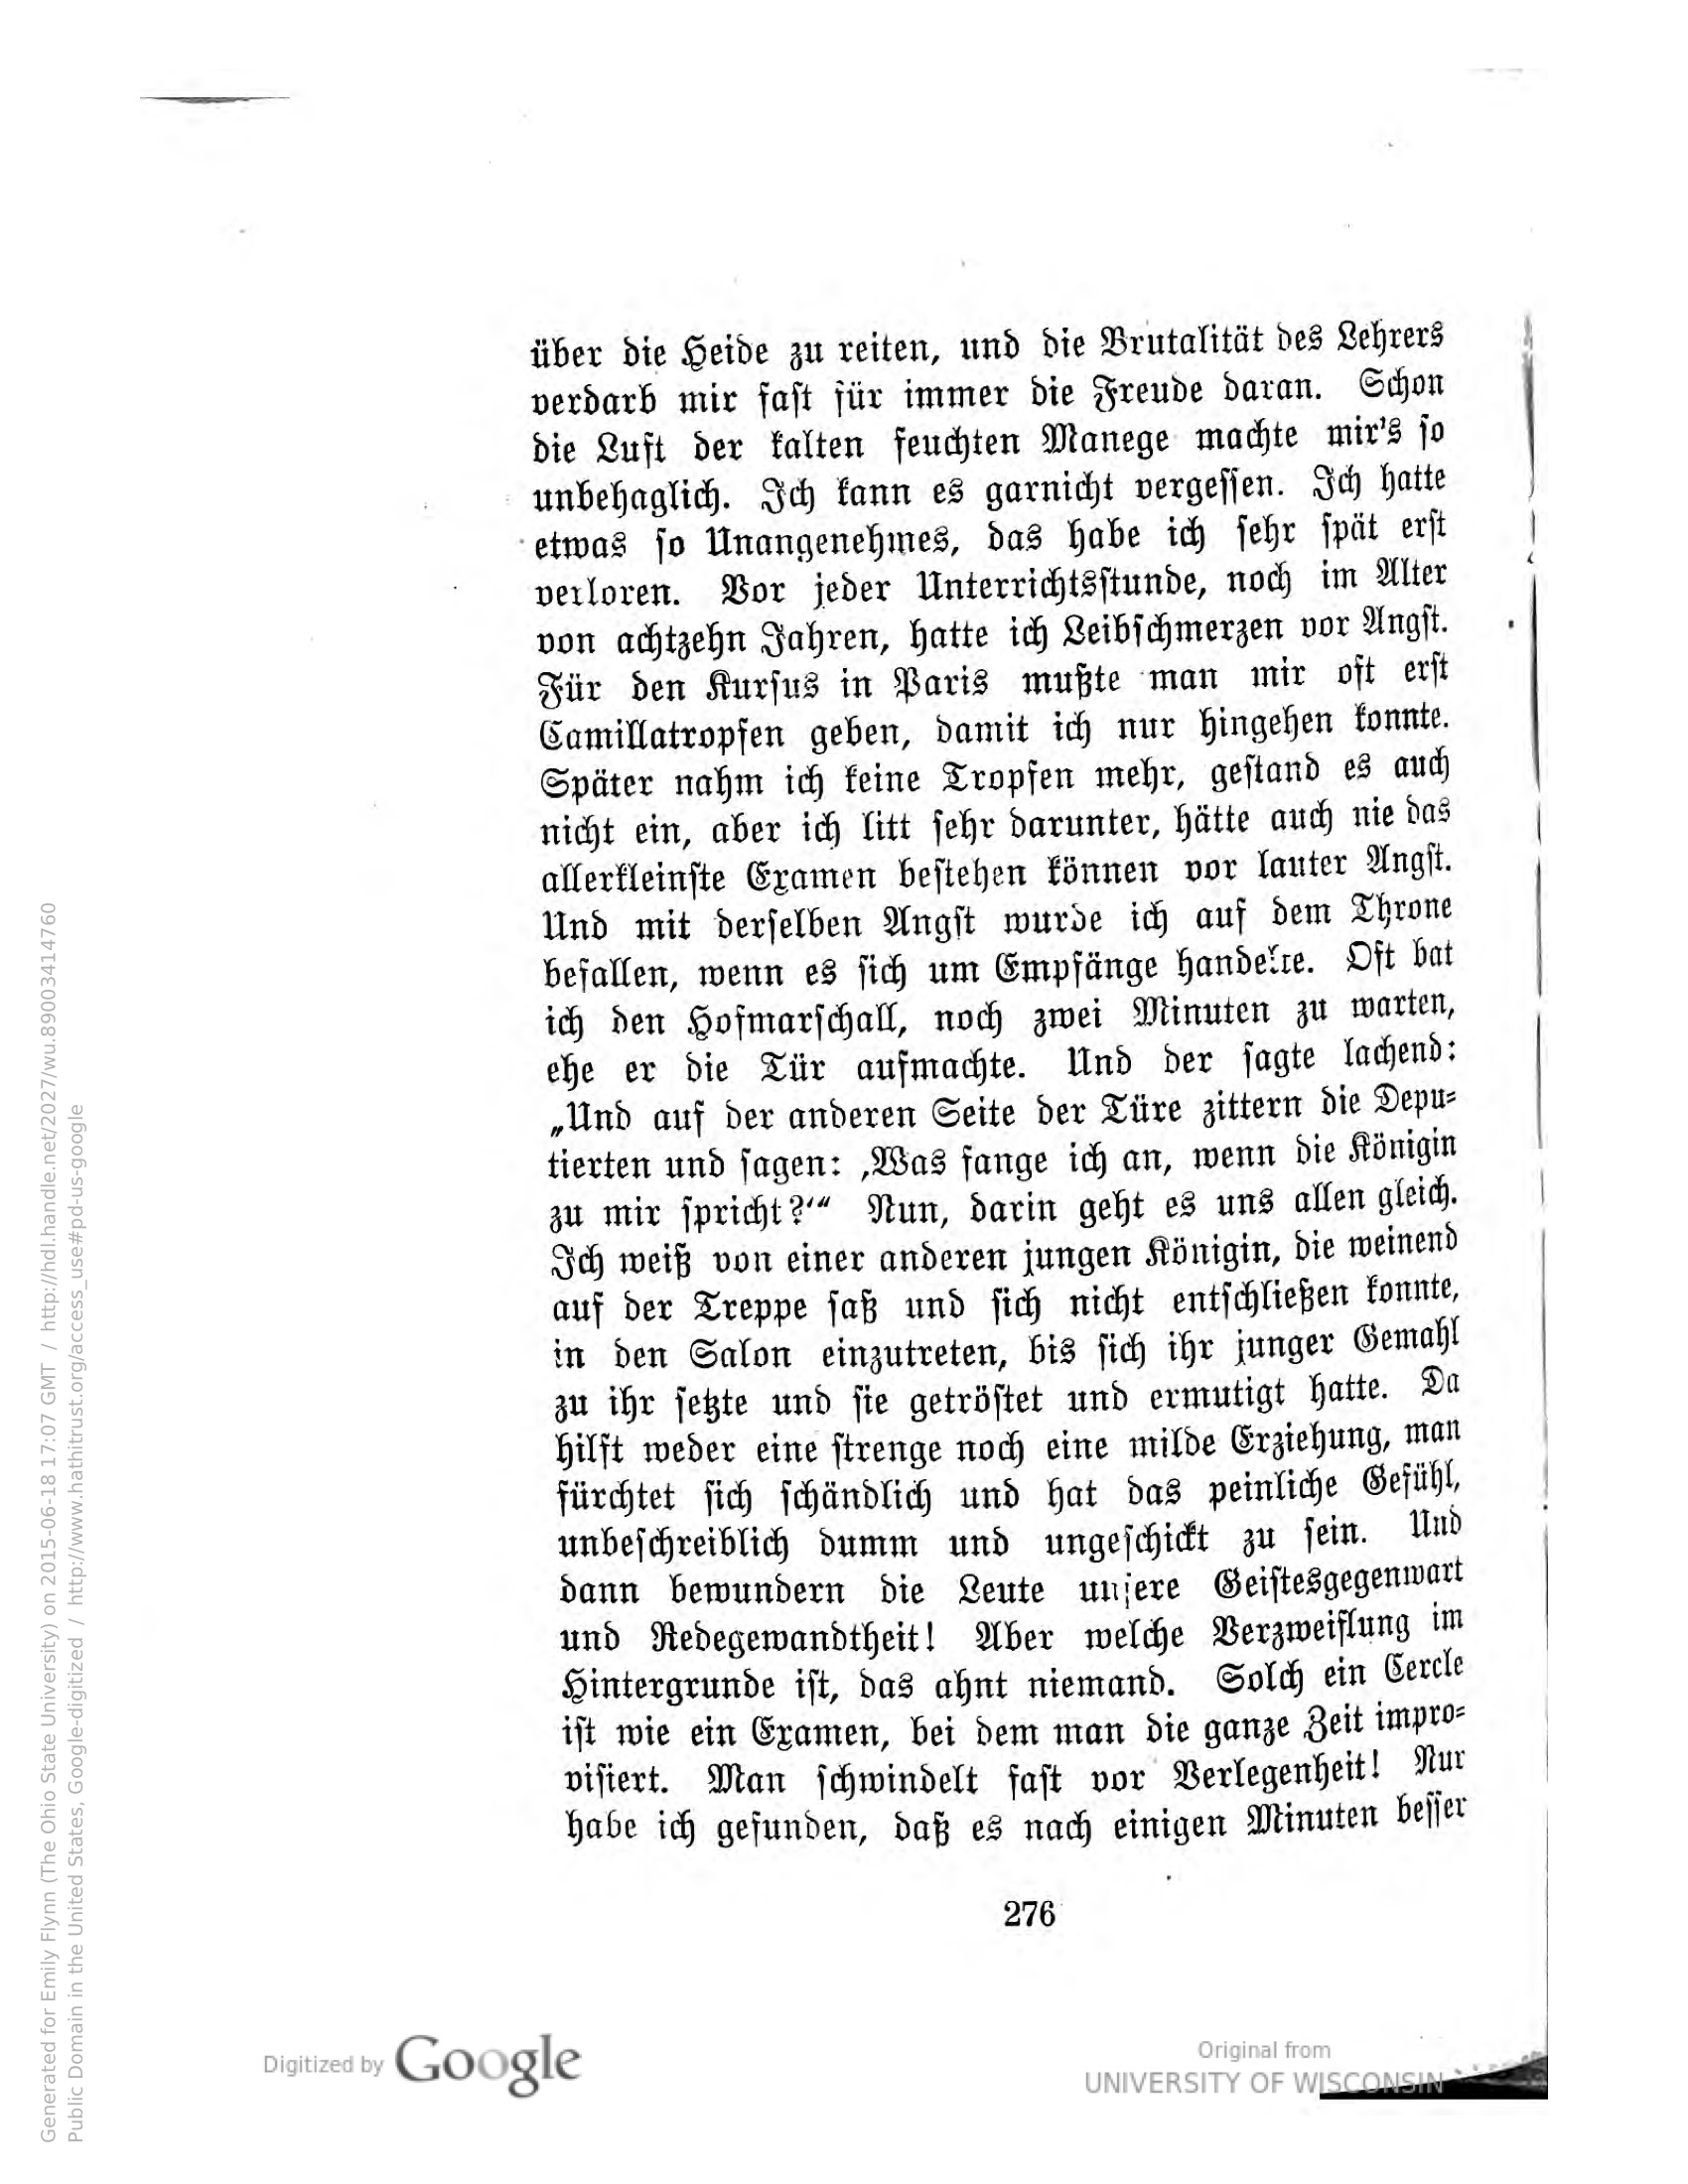 über die Heide zu reiten, und die Brutalität des Lehrers
verdarb mir fast für immer die Freude daran. Schon
die Luft der kalten feuchten Manege machte mir's so
unbehaglich. Ich kann es garnicht vergessen. Ich hatte
etwas so Unangenehmes, das habe ich sehr spät erst
verloren. Vor jeder Unterrichtsstunde, noch im Alter
von achtzehn Jahren, hatte ich Leibschmerzen vor Angst.
Für den Kursus in Paris mußte man mir oft erst
Camillatropfen geben, damit ich nur hingehen konnte.
Später nahm ich keine Tropfen mehr, gestand es auch
nicht ein, aber ich litt sehr darunter, hätte auch nie das
allerkleinste Examen bestehen können vor lauter Angst.
Und mit derselben Angst wurde ich auf dem Throne
befallen, wenn es sich um Empfänge handelte. Oft bat
ich den Hofmarschall, noch zwei Minuten zu warten,
ehe er die Tür aufmachte. Und der sagte lachend:
„Und auf der anderen Seite der Türe zittern die Depu-
tierten und sagen: ‚Was fange ich an, wenn die Königin
zu mir spricht?‘“ Nun, darin geht es uns allen gleich.
Ich weiß von einer anderen jungen Königin, die weinend
auf der Treppe saß und sich nicht entschließen konnte,
in den Salon einzutreten, bis sich ihr junger Gemahl
zu ihr setzte und sie getröstet und ermutigt hatte. Da
hilft weder eine strenge noch eine milde Erziehung, man
fürchtet sich schändlich und hat das peinliche Gefühl,
unbeschreiblich dumm und ungeschickt zu sein. Und
dann bewundern die Leute unsere Geistesgegenwart
und Redegewandtheit! Aber welche Verzweiflung im
Hintergrunde ist, das ahnt niemand. Solch ein Cercle
ist wie ein Examen, bei dem man die ganze Zeit impro-
visiert. Man schwindelt fast vor Verlegenheit! Nur
habe ich gefunden, daß es nach einigen Minuten besser
276
Digitized by Google
Original from
UNIVERSITY OF WISCONSIN
Generated for Emily Flynn (The Ohio State University) on 2015-06-18 17:07 GMT / http://hdl.handle.net/2027/wu.89003414760
Public Domain in the United States, Google-digitized / http://www.hathitrust.org/access_use#pd-us-google